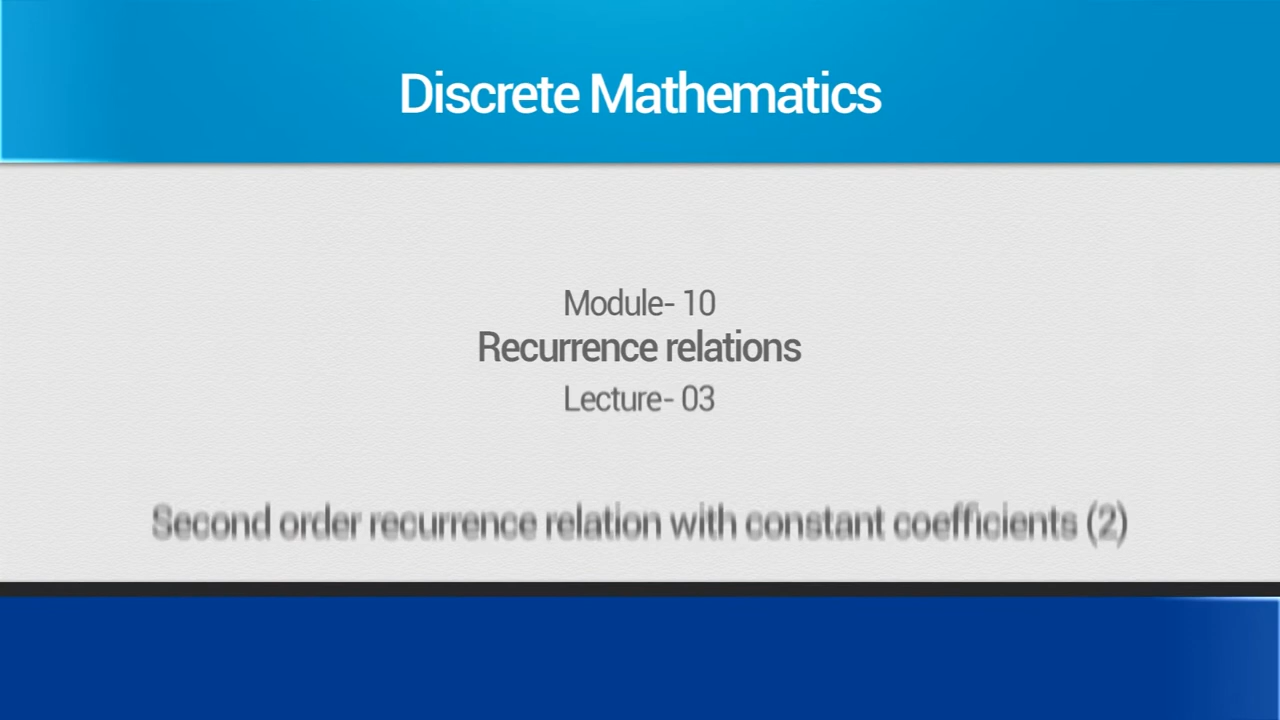 Discrete Mathematics
Module- 10
Recurrence relations
Lecture- 03
Second order recurrence relation with constant coefficients (2)